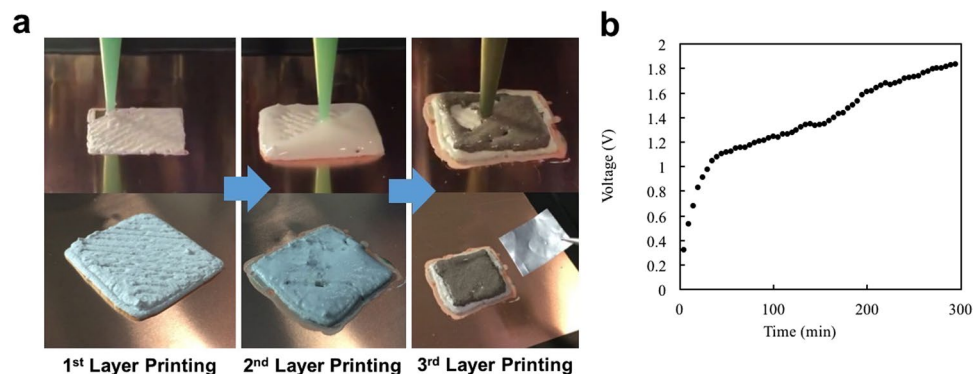 a
1st Layer Printing
2nd Layer Printing
3rd Layer Printing
b
Voltage (V)
2
1.8
1.6
1.4
1.2
1
0.8
0.6
0.4
0.2
0
0
100
200
300
Time (min)